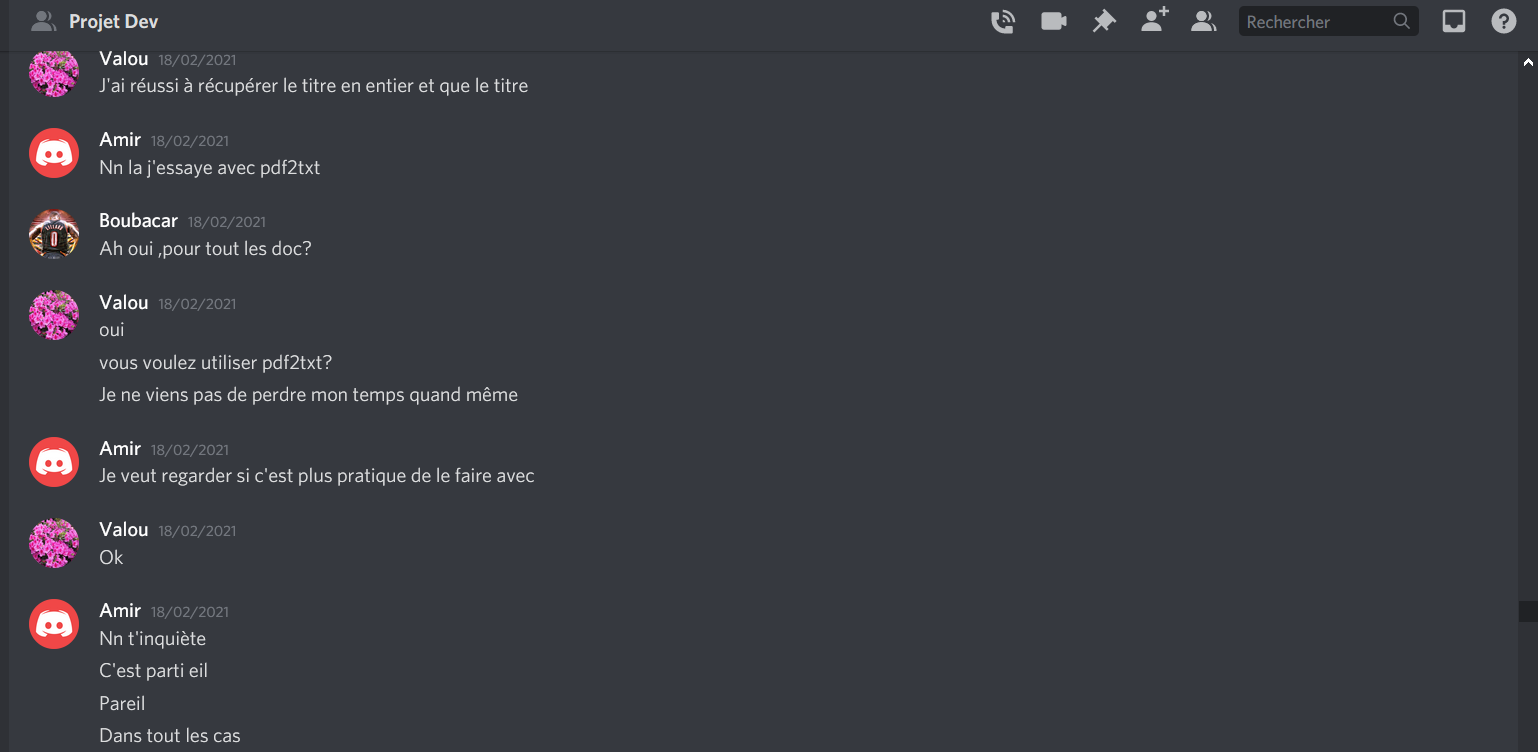 Projet Dev
Rechercher
Valou 18/02/2021
J'ai réussi à récupérer le titre en entier et que le titre
Amir 18/02/2021
Nn la j'essaye avec pdf2txt
Boubacar 18/02/2021
Ah oui ,pour tout les doc?
Valou 18/02/2021
oui
vous voulez utiliser pdf2txt?
Je ne viens pas de perdre mon temps quand même
Amir 18/02/2021
Je veut regarder si c'est plus pratique de le faire avec
Valou 18/02/2021
Ok
Amir 18/02/2021
Nn t'inquiète
C'est parti eil
Pareil
Dans tout les cas